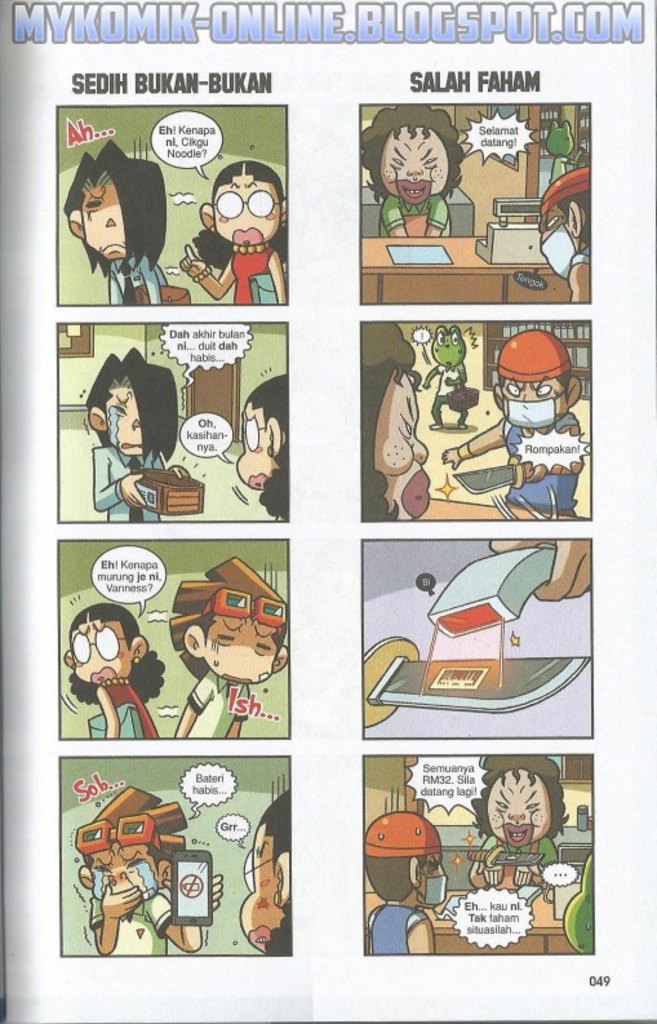 MYKOMIK-ONLINE.BLOGSPOT.COM
SEDIH BUKAN-BUKAN
Ah...
Eh! Kenapa
ni, Cikgu
Noodle?
Dah akhir bulan
ni... duit dah
habis...
Oh,
kasihan-
nya.
Eh! Kenapa
murung je ni,
Vanness?
Ish...
Sob...
Bateri
habis...
Grr...
SALAH FAHAM
Selamat
datang!
Tengok
!
Rompakan!
Bi
Semuanya
RM32. Sila
datang lagi!
...
Eh... kau ni.
Tak faham
situasilah...
049